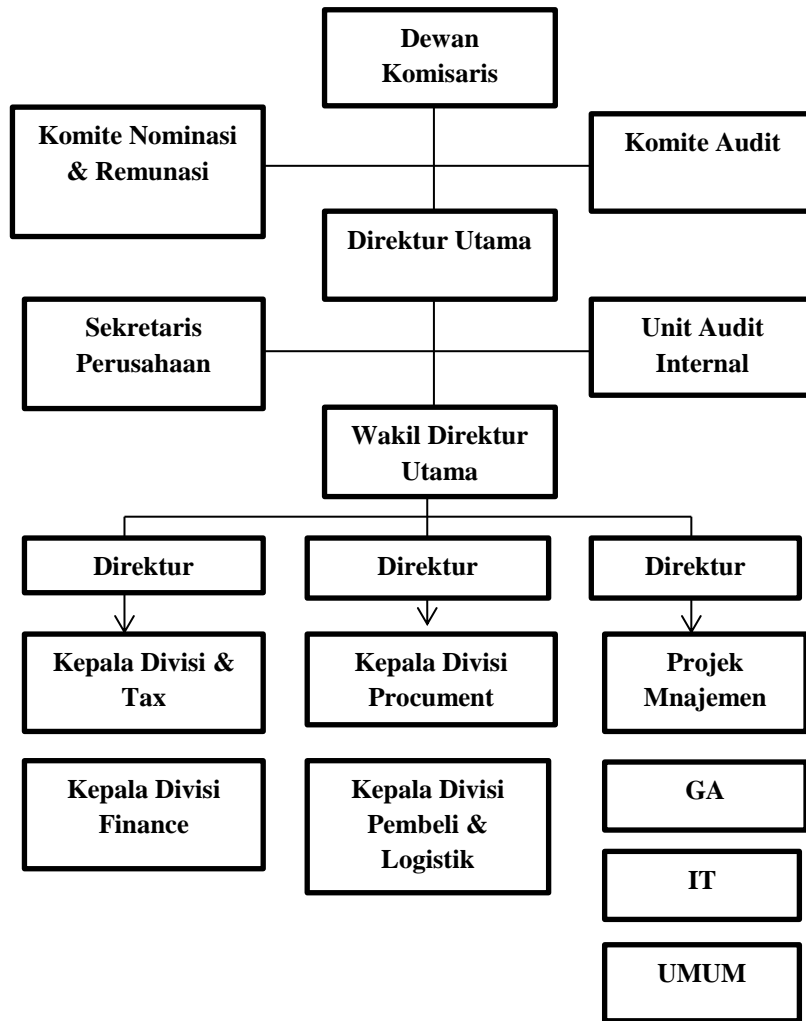 Dewan
Komisaris
Komite Nominasi
& Remunasi
Komite Audit
Direktur Utama
Sekretaris
Perusahaan
Unit Audit
Internal
Wakil Direktur
Utama
Direktur
Direktur
Direktur
Kepala Divisi &
Tax
Kepala Divisi
Procument
Projek
Mnajemen
Kepala Divisi
Finance
Kepala Divisi
Pembeli &
Logistik
GA
IT
UMUM